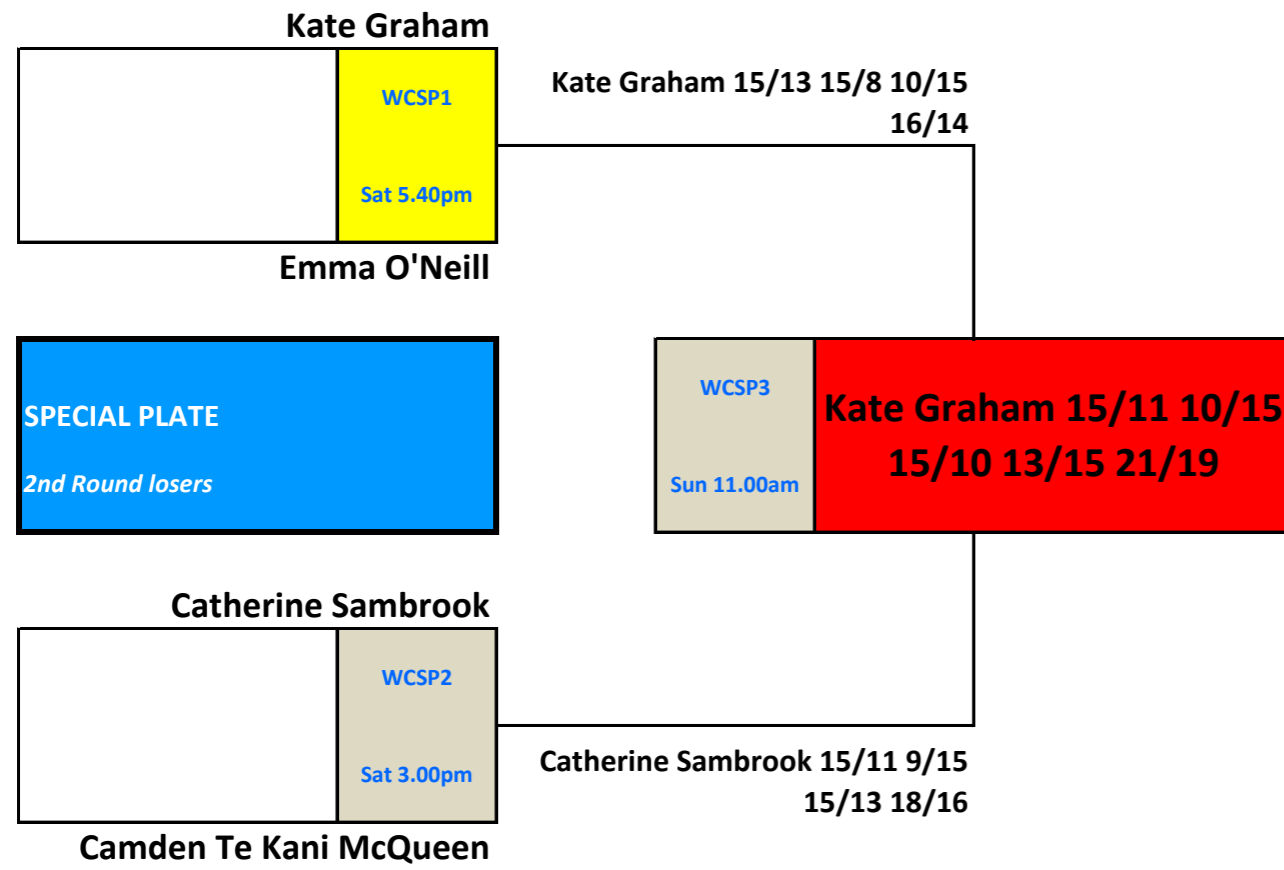 Kate Graham
WCSP1
Kate Graham 15/13 15/8 10/15
16/14
Sat 5.40pm
Emma O'Neill
SPECIAL PLATE
2nd Round losers
WCSP3
Sun 11.00am
Kate Graham 15/11 10/15
15/10 13/15 21/19
Catherine Sambrook
WCSP2
Sat 3.00pm
Catherine Sambrook 15/11 9/15
15/13 18/16
Camden Te Kani McQueen